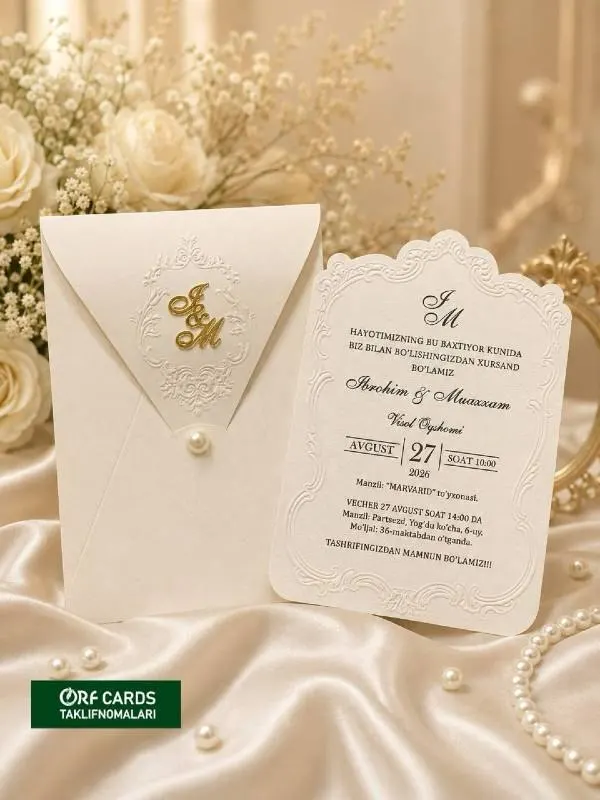 I
&
M
I
M
HAYOTIMIZNING BU BAXTIYOR KUNIDA
BIZ BILAN BO'LISHINGIZDAN XURSAND
BO'LAMIZ
Ibrohim & Muazzam
Visol Oqshomi
AVGUST 27 SOAT 10:00
2026
Manzil: "MARVARID" to'yxonasi.
VECHER 27 AVGUST SOAT 14:00 DA
Manzil: Partsezd, Yog'du ko'cha, 6-uy.
Mo'ljal: 36-maktabdan o'tganda.
TASHRIFINGIZDAN MAMNUN BO'LAMIZ!!!
ORF CARDS
TAKLIFNOMALARI